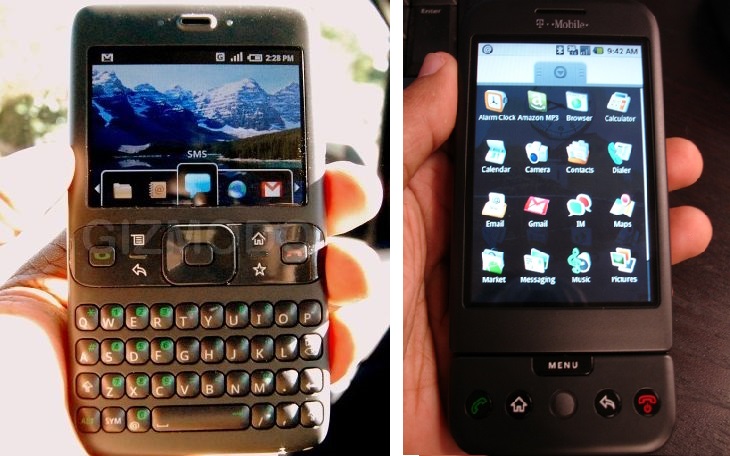 G 2:28 PM
SMS
GIZMODO
Q W E R T Y U I O P
A S D F G H J K L
Z X C V B N M
ALT SYM @
Enter
T··Mobile·
9:42 AM
Alarm Clock Amazon MP3 Browser Calculator
Calendar Camera Contacts Dialer
Email Gmail IM Maps
Market Messaging Music Pictures
MENU